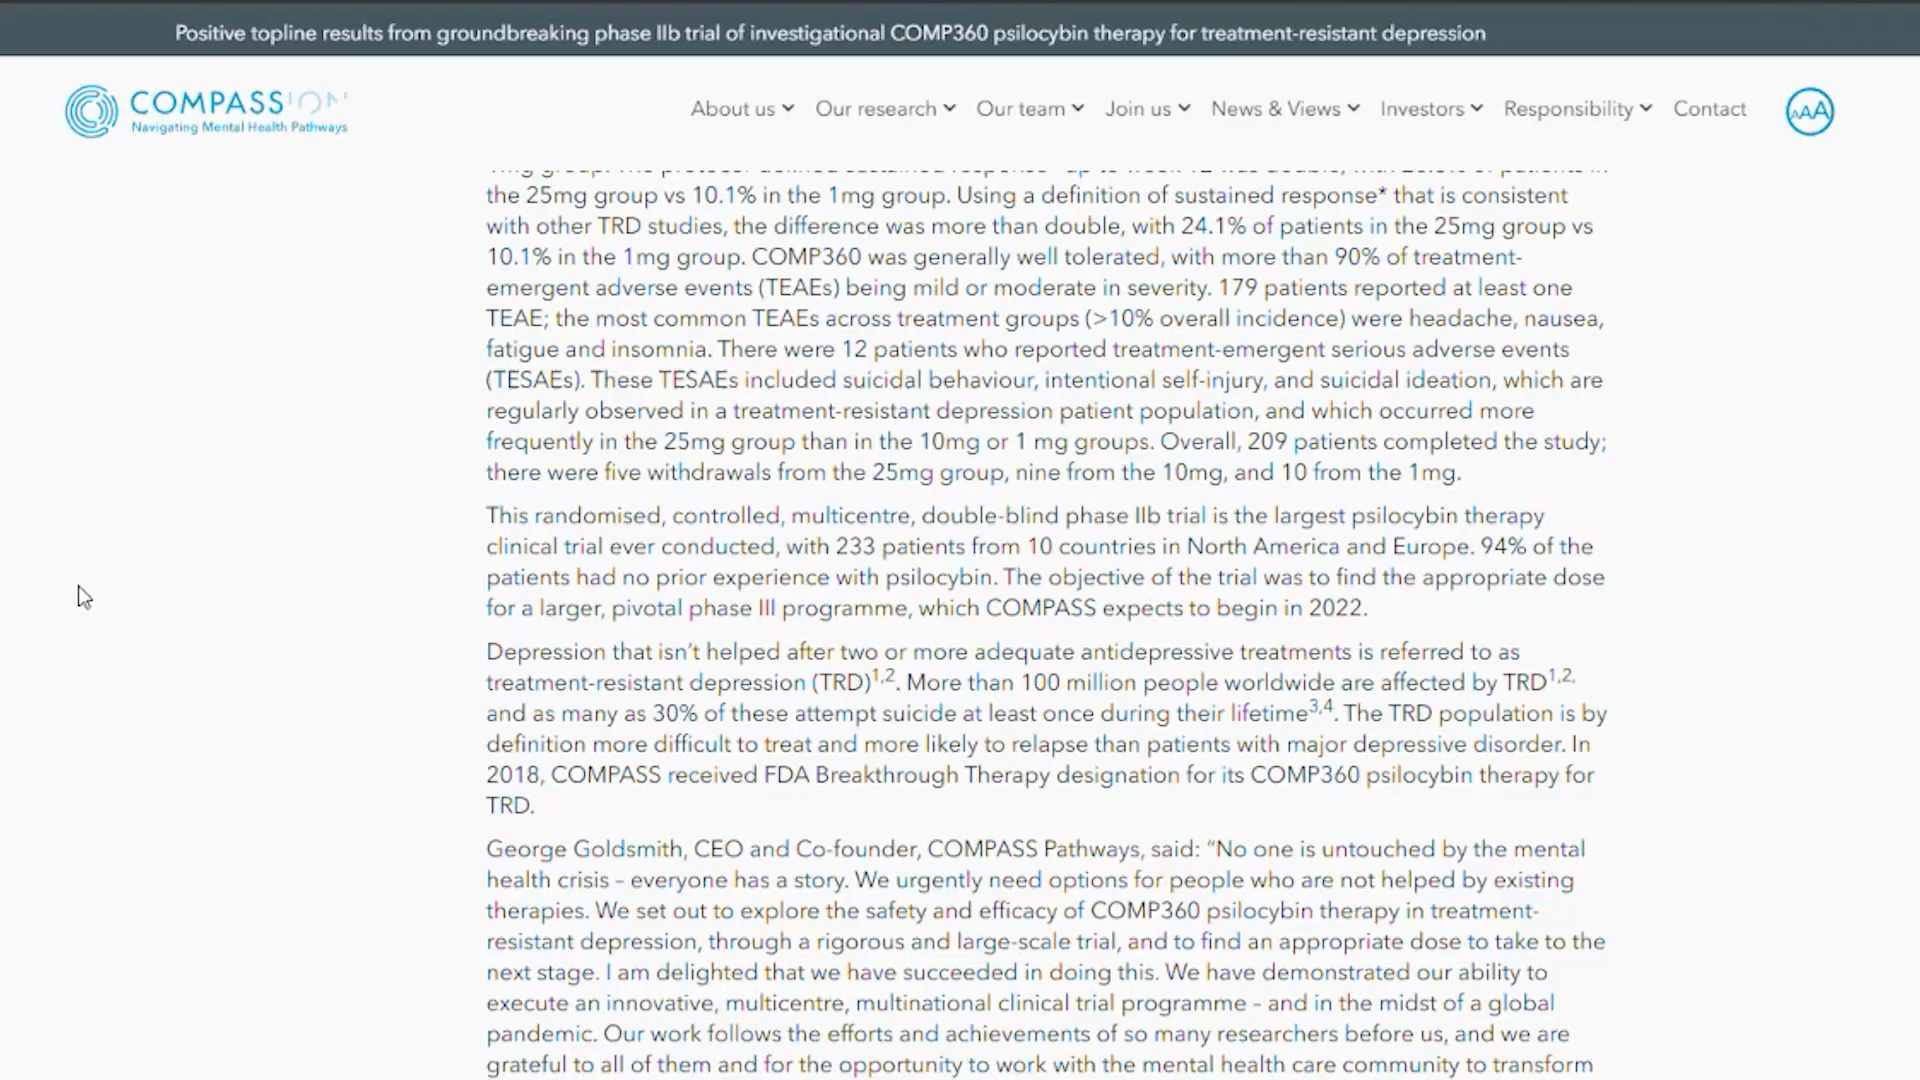 Positive topline results from groundbreaking phase IIb trial of investigational COMP360 psilocybin therapy for treatment-resistant depression
COMPASSION
Navigating Mental Health Pathways
About us Our research Our team Join us News & Views Investors Responsibility Contact AAA
the 25mg group vs 10.1% in the 1mg group. Using a definition of sustained response* that is consistent
with other TRD studies, the difference was more than double, with 24.1% of patients in the 25mg group vs
10.1% in the 1mg group. COMP360 was generally well tolerated, with more than 90% of treatment-
emergent adverse events (TEAEs) being mild or moderate in severity. 179 patients reported at least one
TEAE; the most common TEAEs across treatment groups (>10% overall incidence) were headache, nausea,
fatigue and insomnia. There were 12 patients who reported treatment-emergent serious adverse events
(TESAEs). These TESAEs included suicidal behaviour, intentional self-injury, and suicidal ideation, which are
regularly observed in a treatment-resistant depression patient population, and which occurred more
frequently in the 25mg group than in the 10mg or 1 mg groups. Overall, 209 patients completed the study;
there were five withdrawals from the 25mg group, nine from the 10mg, and 10 from the 1mg.
This randomised, controlled, multicentre, double-blind phase IIb trial is the largest psilocybin therapy
clinical trial ever conducted, with 233 patients from 10 countries in North America and Europe. 94% of the
patients had no prior experience with psilocybin. The objective of the trial was to find the appropriate dose
for a larger, pivotal phase III programme, which COMPASS expects to begin in 2022.
Depression that isn't helped after two or more adequate antidepressive treatments is referred to as
treatment-resistant depression (TRD)1,2. More than 100 million people worldwide are affected by TRD1,2,
and as many as 30% of these attempt suicide at least once during their lifetime3,4. The TRD population is by
definition more difficult to treat and more likely to relapse than patients with major depressive disorder. In
2018, COMPASS received FDA Breakthrough Therapy designation for its COMP360 psilocybin therapy for
TRD.
George Goldsmith, CEO and Co-founder, COMPASS Pathways, said: “No one is untouched by the mental
health crisis – everyone has a story. We urgently need options for people who are not helped by existing
therapies. We set out to explore the safety and efficacy of COMP360 psilocybin therapy in treatment-
resistant depression, through a rigorous and large-scale trial, and to find an appropriate dose to take to the
next stage. I am delighted that we have succeeded in doing this. We have demonstrated our ability to
execute an innovative, multicentre, multinational clinical trial programme – and in the midst of a global
pandemic. Our work follows the efforts and achievements of so many researchers before us, and we are
grateful to all of them and for the opportunity to work with the mental health care community to transform